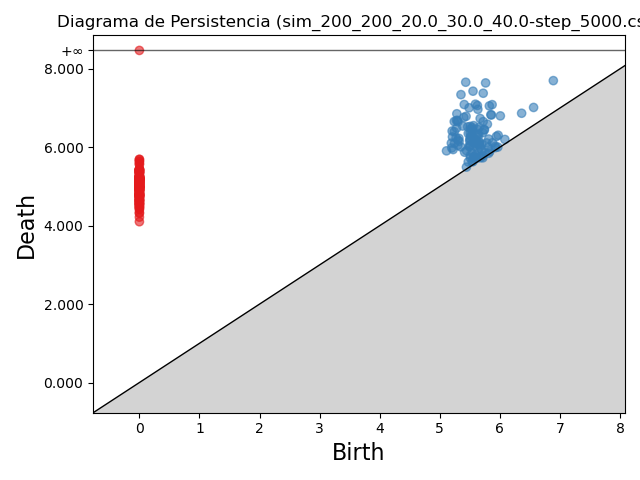 Diagrama de Persistencia (sim_200_200_20.0_30.0_40.0-step_5000.cs
+∞
8.000
6.000
4.000
2.000
0.000
Death
0 1 2 3 4 5 6 7 8
Birth